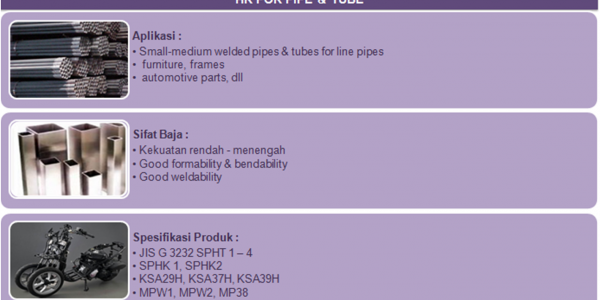 HR FOR PIPE & TUBE
Aplikasi :
• Small-medium welded pipes & tubes for line pipes
• furniture, frames
• automotive parts, dll
Sifat Baja :
• Kekuatan rendah - menengah
• Good formability & bendability
• Good weldability
Spesifikasi Produk :
• JIS G 3232 SPHT 1 – 4
• SPHK 1, SPHK2
• KSA29H, KSA37H, KSA39H
• MPW1, MPW2, MP38